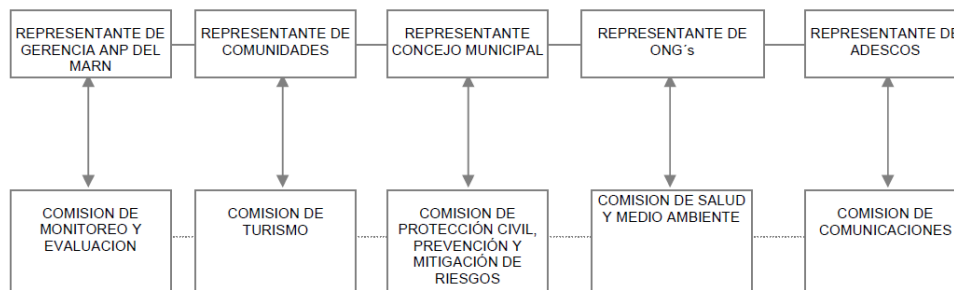 REPRESENTANTE DE
GERENCIA ANP DEL
MARN
REPRESENTANTE DE
COMUNIDADES
REPRESENTANTE
CONCEJO MUNICIPAL
REPRESENTANTE DE
ONG´s
REPRESENTANTE DE
ADESCOS
COMISION DE
MONITOREO Y
EVALUACION
COMISION DE
TURISMO
COMISION DE
PROTECCIÓN CIVIL,
PREVENCIÓN Y
MITIGACIÓN DE
RIESGOS
COMISION DE SALUD
Y MEDIO AMBIENTE
COMISION DE
COMUNICACIONES